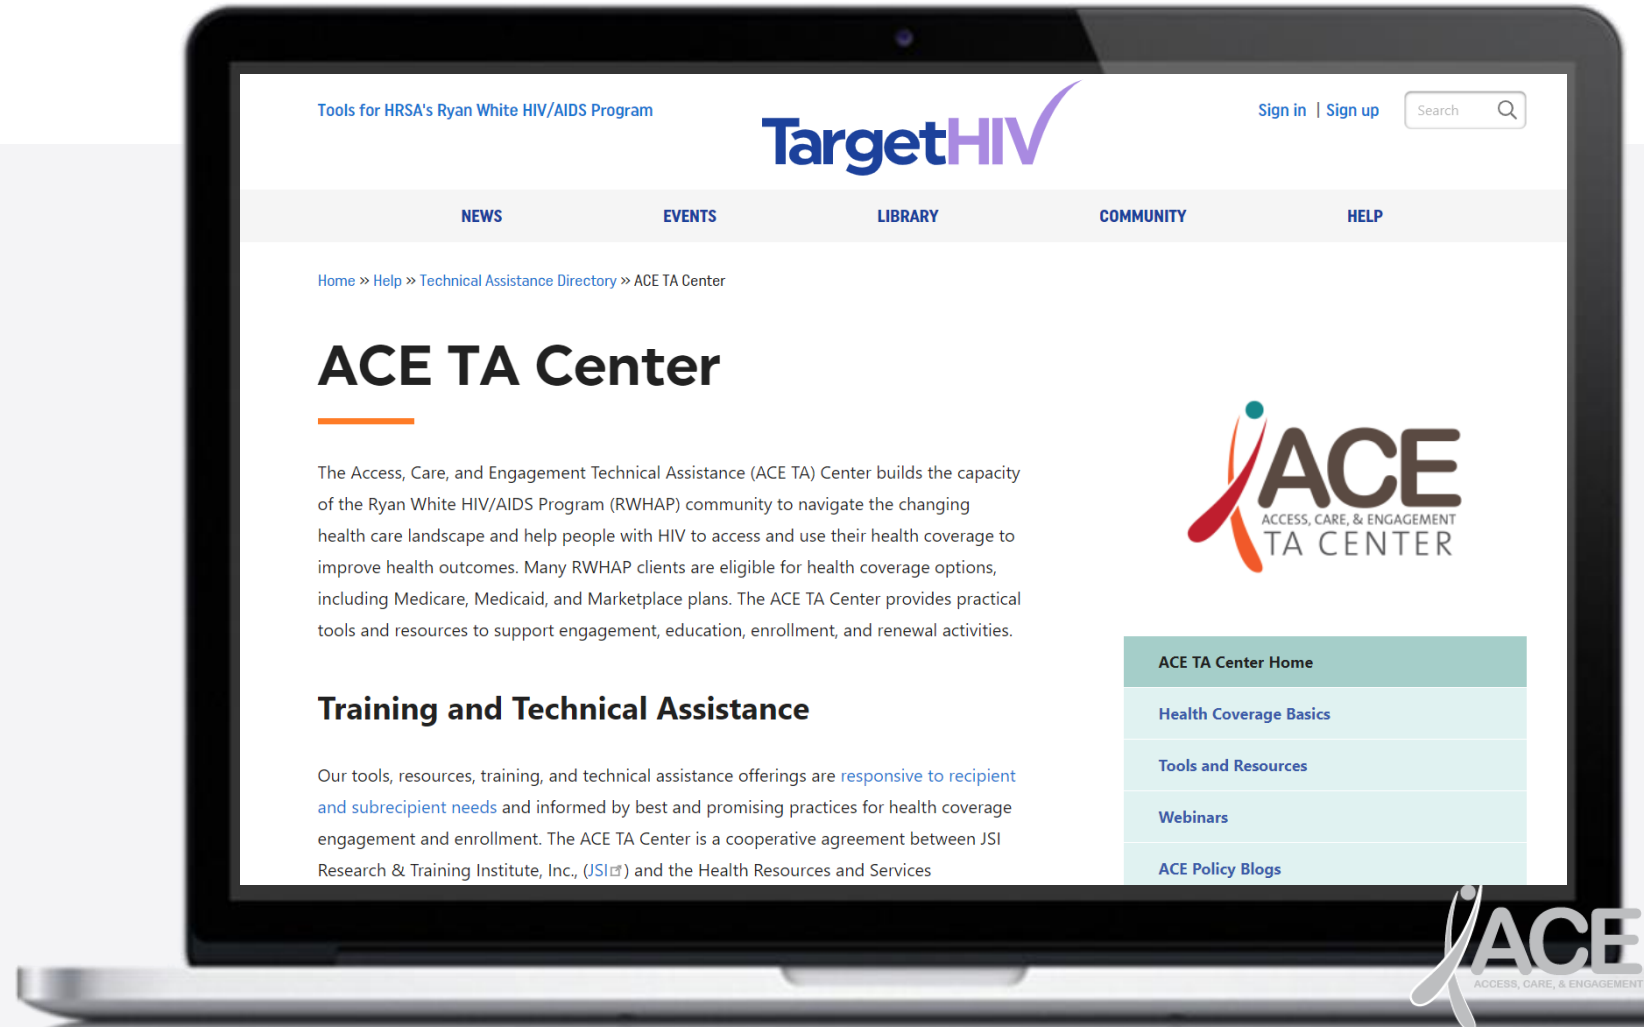 Tools for HRSA's Ryan White HIV/AIDS Program
TargetHIV
Sign in | Sign up
Search
NEWS
EVENTS
LIBRARY
COMMUNITY
HELP
Home » Help » Technical Assistance Directory » ACE TA Center
ACE TA Center
The Access, Care, and Engagement Technical Assistance (ACE TA) Center builds the capacity
of the Ryan White HIV/AIDS Program (RWHAP) community to navigate the changing
health care landscape and help people with HIV to access and use their health coverage to
improve health outcomes. Many RWHAP clients are eligible for health coverage options,
including Medicare, Medicaid, and Marketplace plans. The ACE TA Center provides practical
tools and resources to support engagement, education, enrollment, and renewal activities.
Training and Technical Assistance
Our tools, resources, training, and technical assistance offerings are responsive to recipient
and subrecipient needs and informed by best and promising practices for health coverage
engagement and enrollment. The ACE TA Center is a cooperative agreement between JSI
Research & Training Institute, Inc., (JSI) and the Health Resources and Services
ACE
ACCESS, CARE, & ENGAGEMENT
TA CENTER
ACE TA Center Home
Health Coverage Basics
Tools and Resources
Webinars
ACE Policy Blogs
ACE
ACCESS, CARE, & ENGAGEMENT